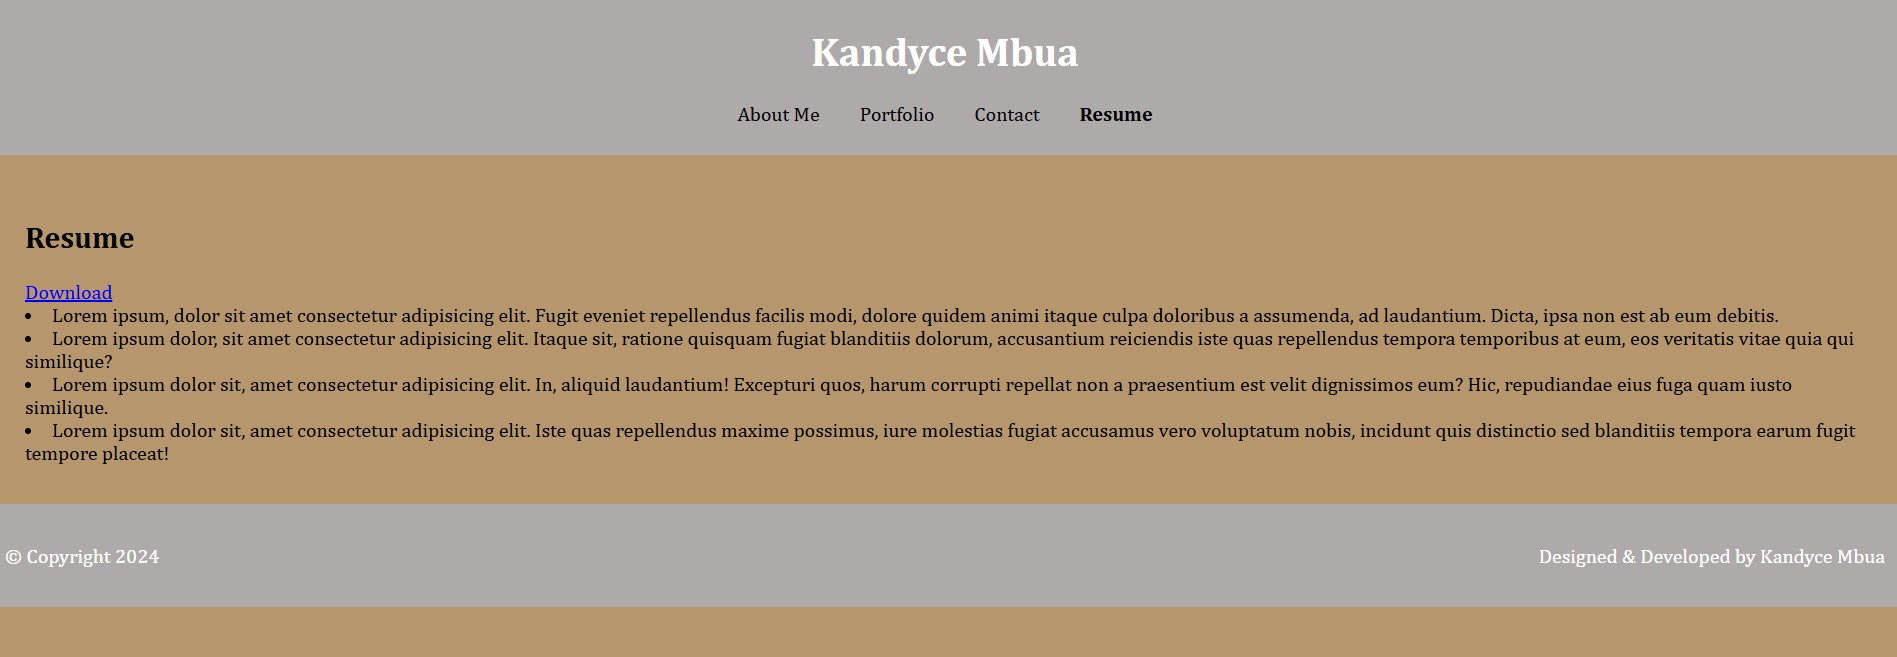 Kandyce Mbua
About Me Portfolio Contact Resume
Resume
Download
• Lorem ipsum, dolor sit amet consectetur adipisicing elit. Fugit eveniet repellendus facilis modi, dolore quidem animi itaque culpa doloribus a assumenda, ad laudantium. Dicta, ipsa non est ab eum debitis.
• Lorem ipsum dolor, sit amet consectetur adipisicing elit. Itaque sit, ratione quisquam fugiat blanditiis dolorum, accusantium reiciendis iste quas repellendus tempora temporibus at eum, eos veritatis vitae quia qui
similique?
• Lorem ipsum dolor sit, amet consectetur adipisicing elit. In, aliquid laudantium! Excepturi quos, harum corrupti repellat non a praesentium est velit dignissimos eum? Hic, repudiandae eius fuga quam iusto
similique.
• Lorem ipsum dolor sit, amet consectetur adipisicing elit. Iste quas repellendus maxime possimus, iure molestias fugiat accusamus vero voluptatum nobis, incidunt quis distinctio sed blanditiis tempora earum fugit
tempore placeat!
© Copyright 2024 Designed & Developed by Kandyce Mbua